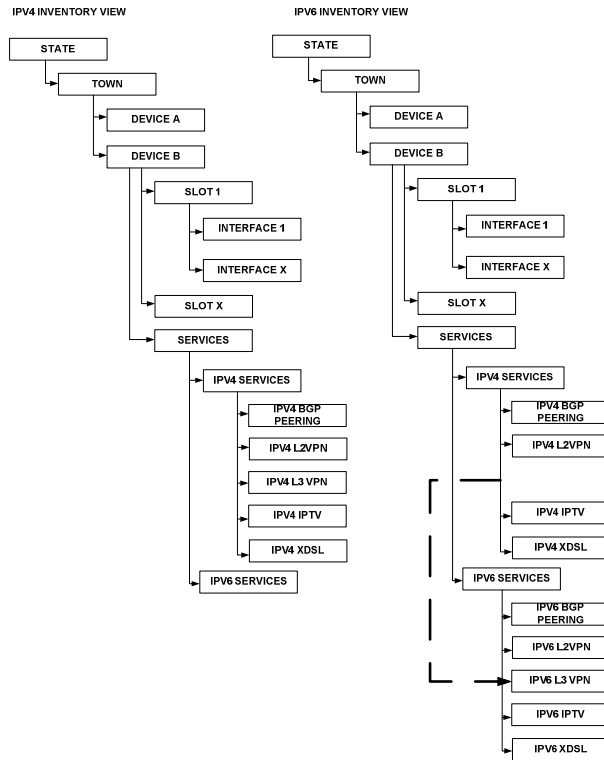 IPV4 INVENTORY VIEW
STATE
TOWN
DEVICE A
DEVICE B
SLOT 1
INTERFACE 1
INTERFACE X
SLOT X
SERVICES
IPV4 SERVICES
IPV4 BGP
PEERING
IPV4 L2VPN
IPV4 L3 VPN
IPV4 IPTV
IPV4 XDSL
IPV6 SERVICES
IPV6 INVENTORY VIEW
STATE
TOWN
DEVICE A
DEVICE B
SLOT 1
INTERFACE 1
INTERFACE X
SLOT X
SERVICES
IPV4 SERVICES
IPV4 BGP
PEERING
IPV4 L2VPN
IPV4 IPTV
IPV4 XDSL
IPV6 SERVICES
IPV6 BGP
PEERING
IPV6 L2VPN
IPV6 L3 VPN
IPV6 IPTV
IPV6 XDSL